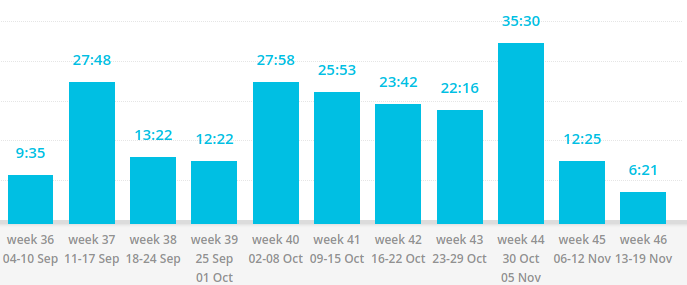 35:30
27:48
27:58
25:53
23:42
22:16
13:22
12:22
12:25
9:35
6:21
week 36
04-10 Sep
week 37
11-17 Sep
week 38
18-24 Sep
week 39
25 Sep
01 Oct
week 40
02-08 Oct
week 41
09-15 Oct
week 42
16-22 Oct
week 43
23-29 Oct
week 44
30 Oct
05 Nov
week 45
06-12 Nov
week 46
13-19 Nov